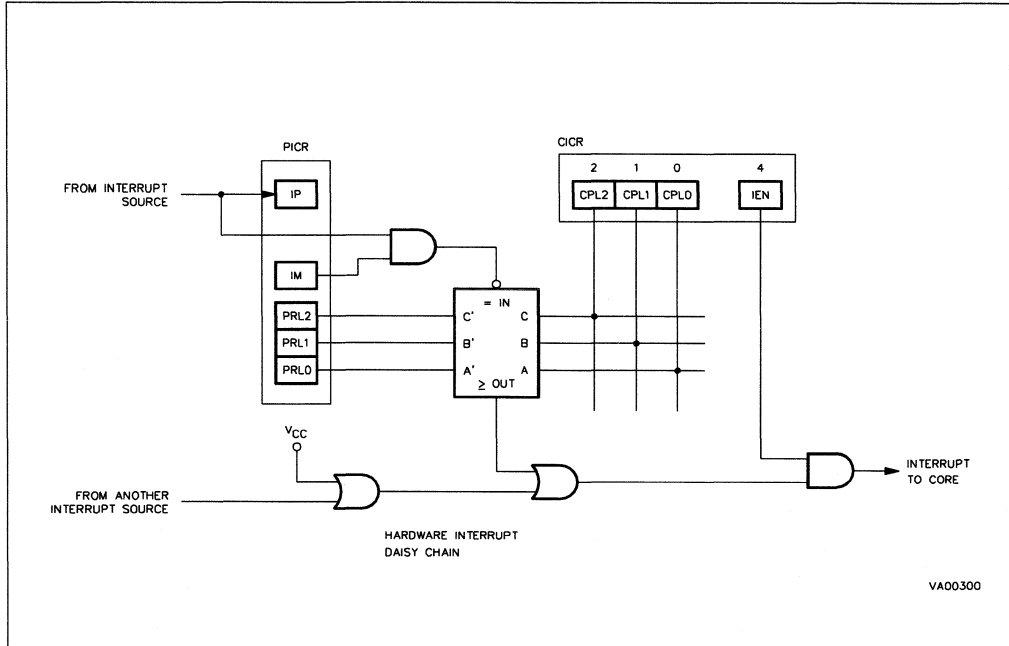 PICR
CICR
2 1 0 4
FROM INTERRUPT
SOURCE
IP
CPL2 CPL1 CPL0 IEN
IM
= IN
PRL2
C' C
PRL1
B' B
PRL0
A' A
≥ OUT
VCC
INTERRUPT
TO CORE
FROM ANOTHER
INTERRUPT SOURCE
HARDWARE INTERRUPT
DAISY CHAIN
VA00300